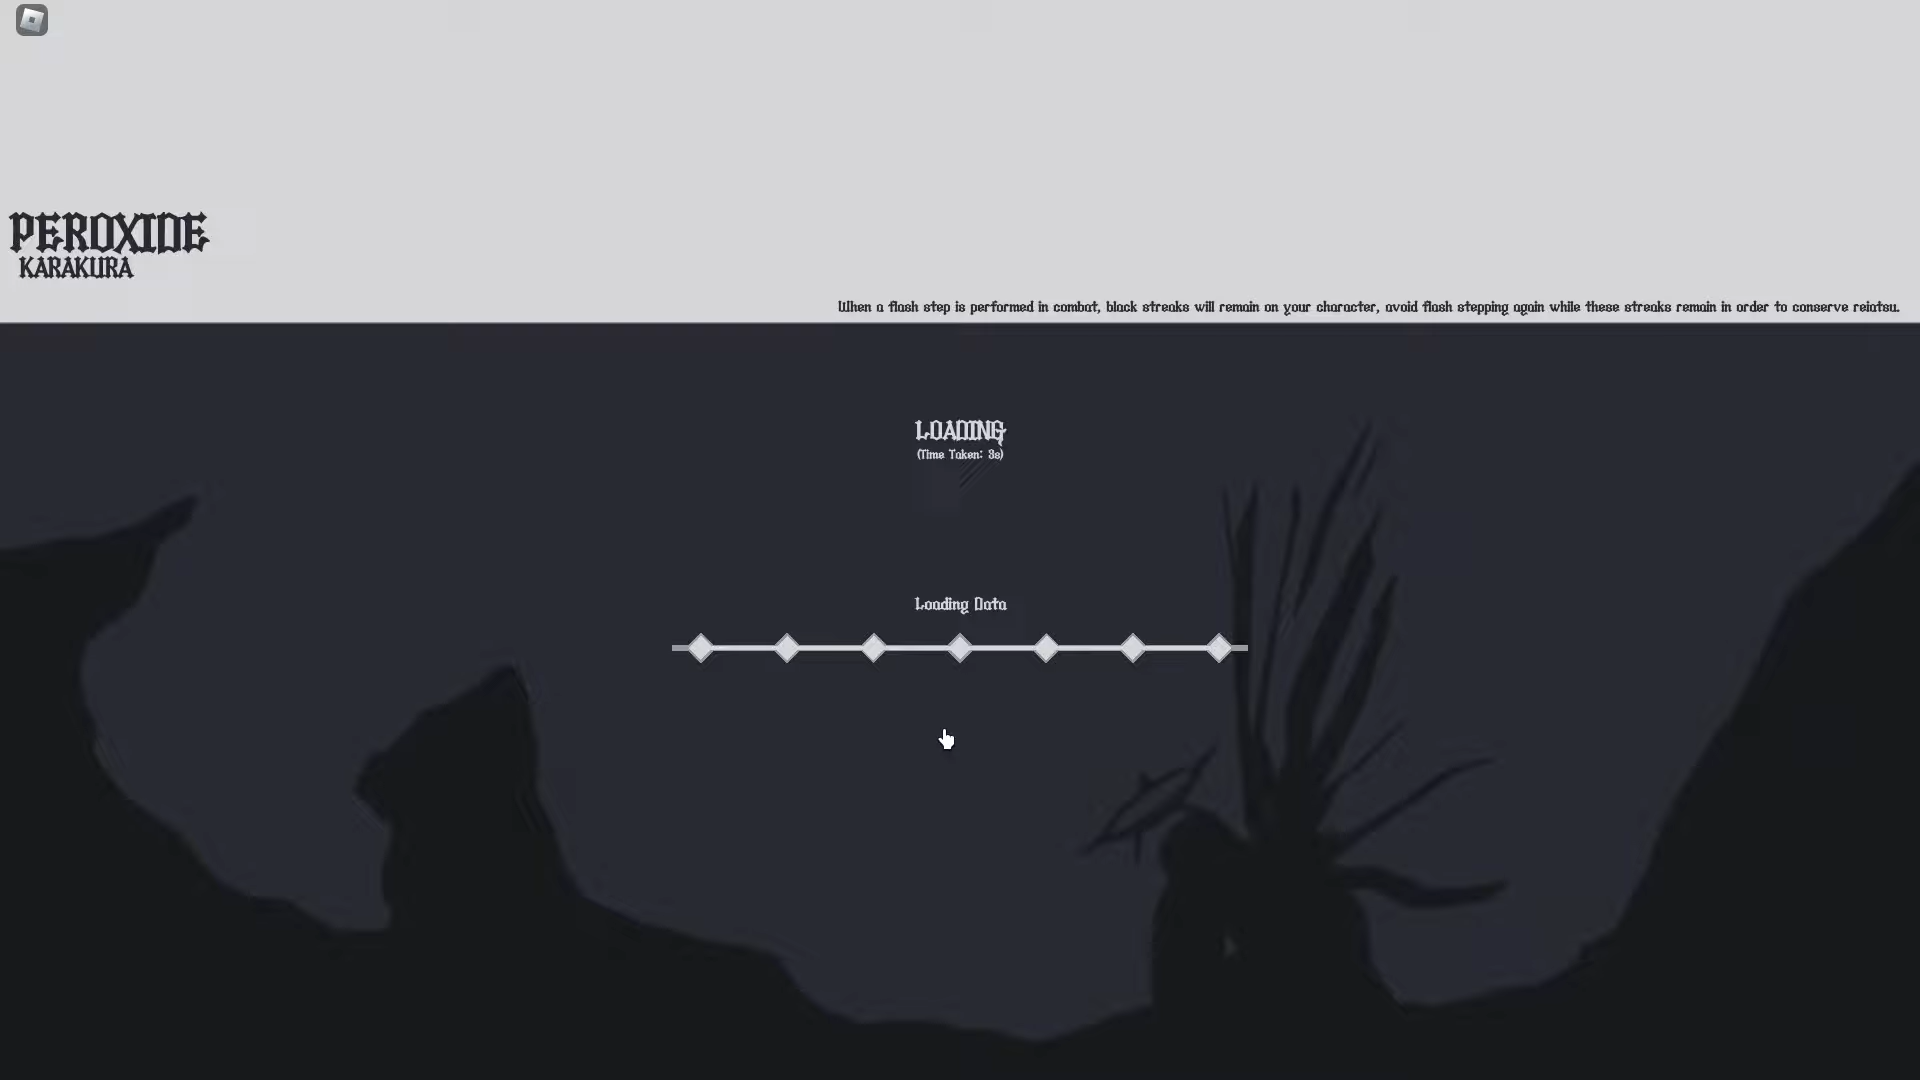 PEROXIDE
KARAKURA
When a flash step is performed in combat, black streaks will remain on your character, avoid flash stepping again while these streaks remain in order to conserve reiatsu.
LOADING
(Time Taken: 3s)
Loading Data